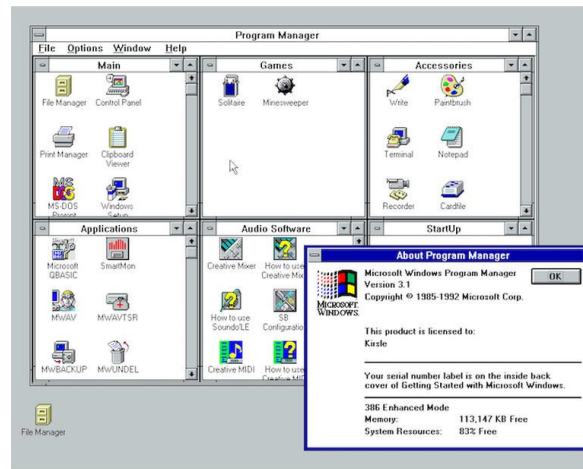 Program Manager
File Options Window Help
Main
File Manager
Control Panel
Print Manager
Clipboard
Viewer
MS-DOS
Prompt
Windows
Setup
Games
Solitaire
Minesweeper
Accessories
Write
Paintbrush
Terminal
Notepad
Recorder
Cardfile
Applications
Microsoft
QBASIC
SmartMon
MWAV
MWAVTSR
MWBACKUP
MWUNDEL
Audio Software
Creative Mixer
How to use
Creative Mix
How to use
Soundo'LE
SB
Configuratio
Creative MIDI
How to use
Creative MIDI
StartUp
About Program Manager
MICROSOFT
WINDOWS
Microsoft Windows Program Manager
Version 3.1
Copyright © 1985-1992 Microsoft Corp.
OK
This product is licensed to:
Kirsle
Your serial number label is on the inside back
cover of Getting Started with Microsoft Windows.
386 Enhanced Mode
Memory: 113,147 KB Free
System Resources: 83% Free
File Manager